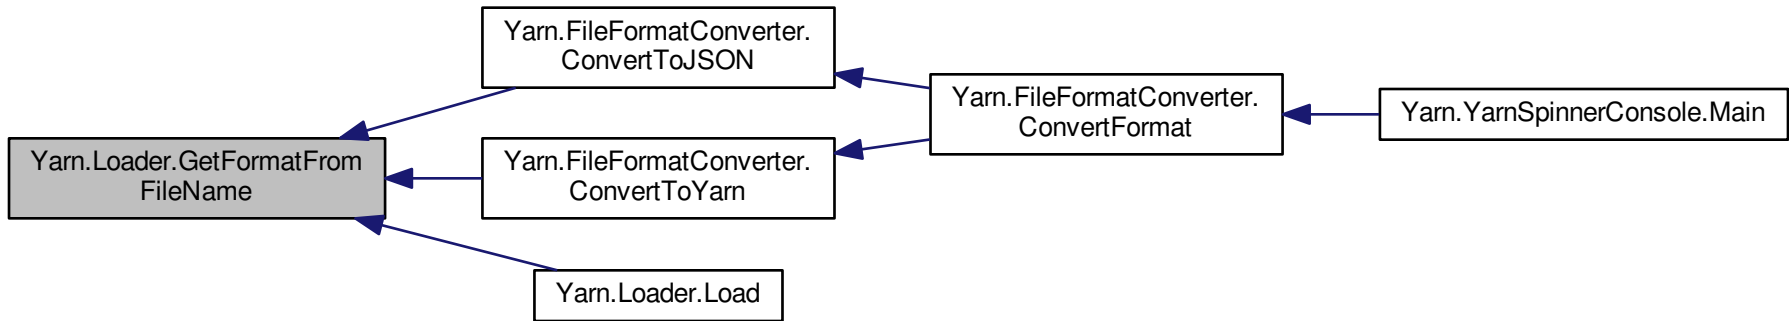 Yarn.FileFormatConverter.
ConvertToJSON
Yarn.FileFormatConverter.
ConvertFormat
Yarn.YarnSpinnerConsole.Main
Yarn.Loader.GetFormatFrom
FileName
Yarn.FileFormatConverter.
ConvertToYarn
Yarn.Loader.Load